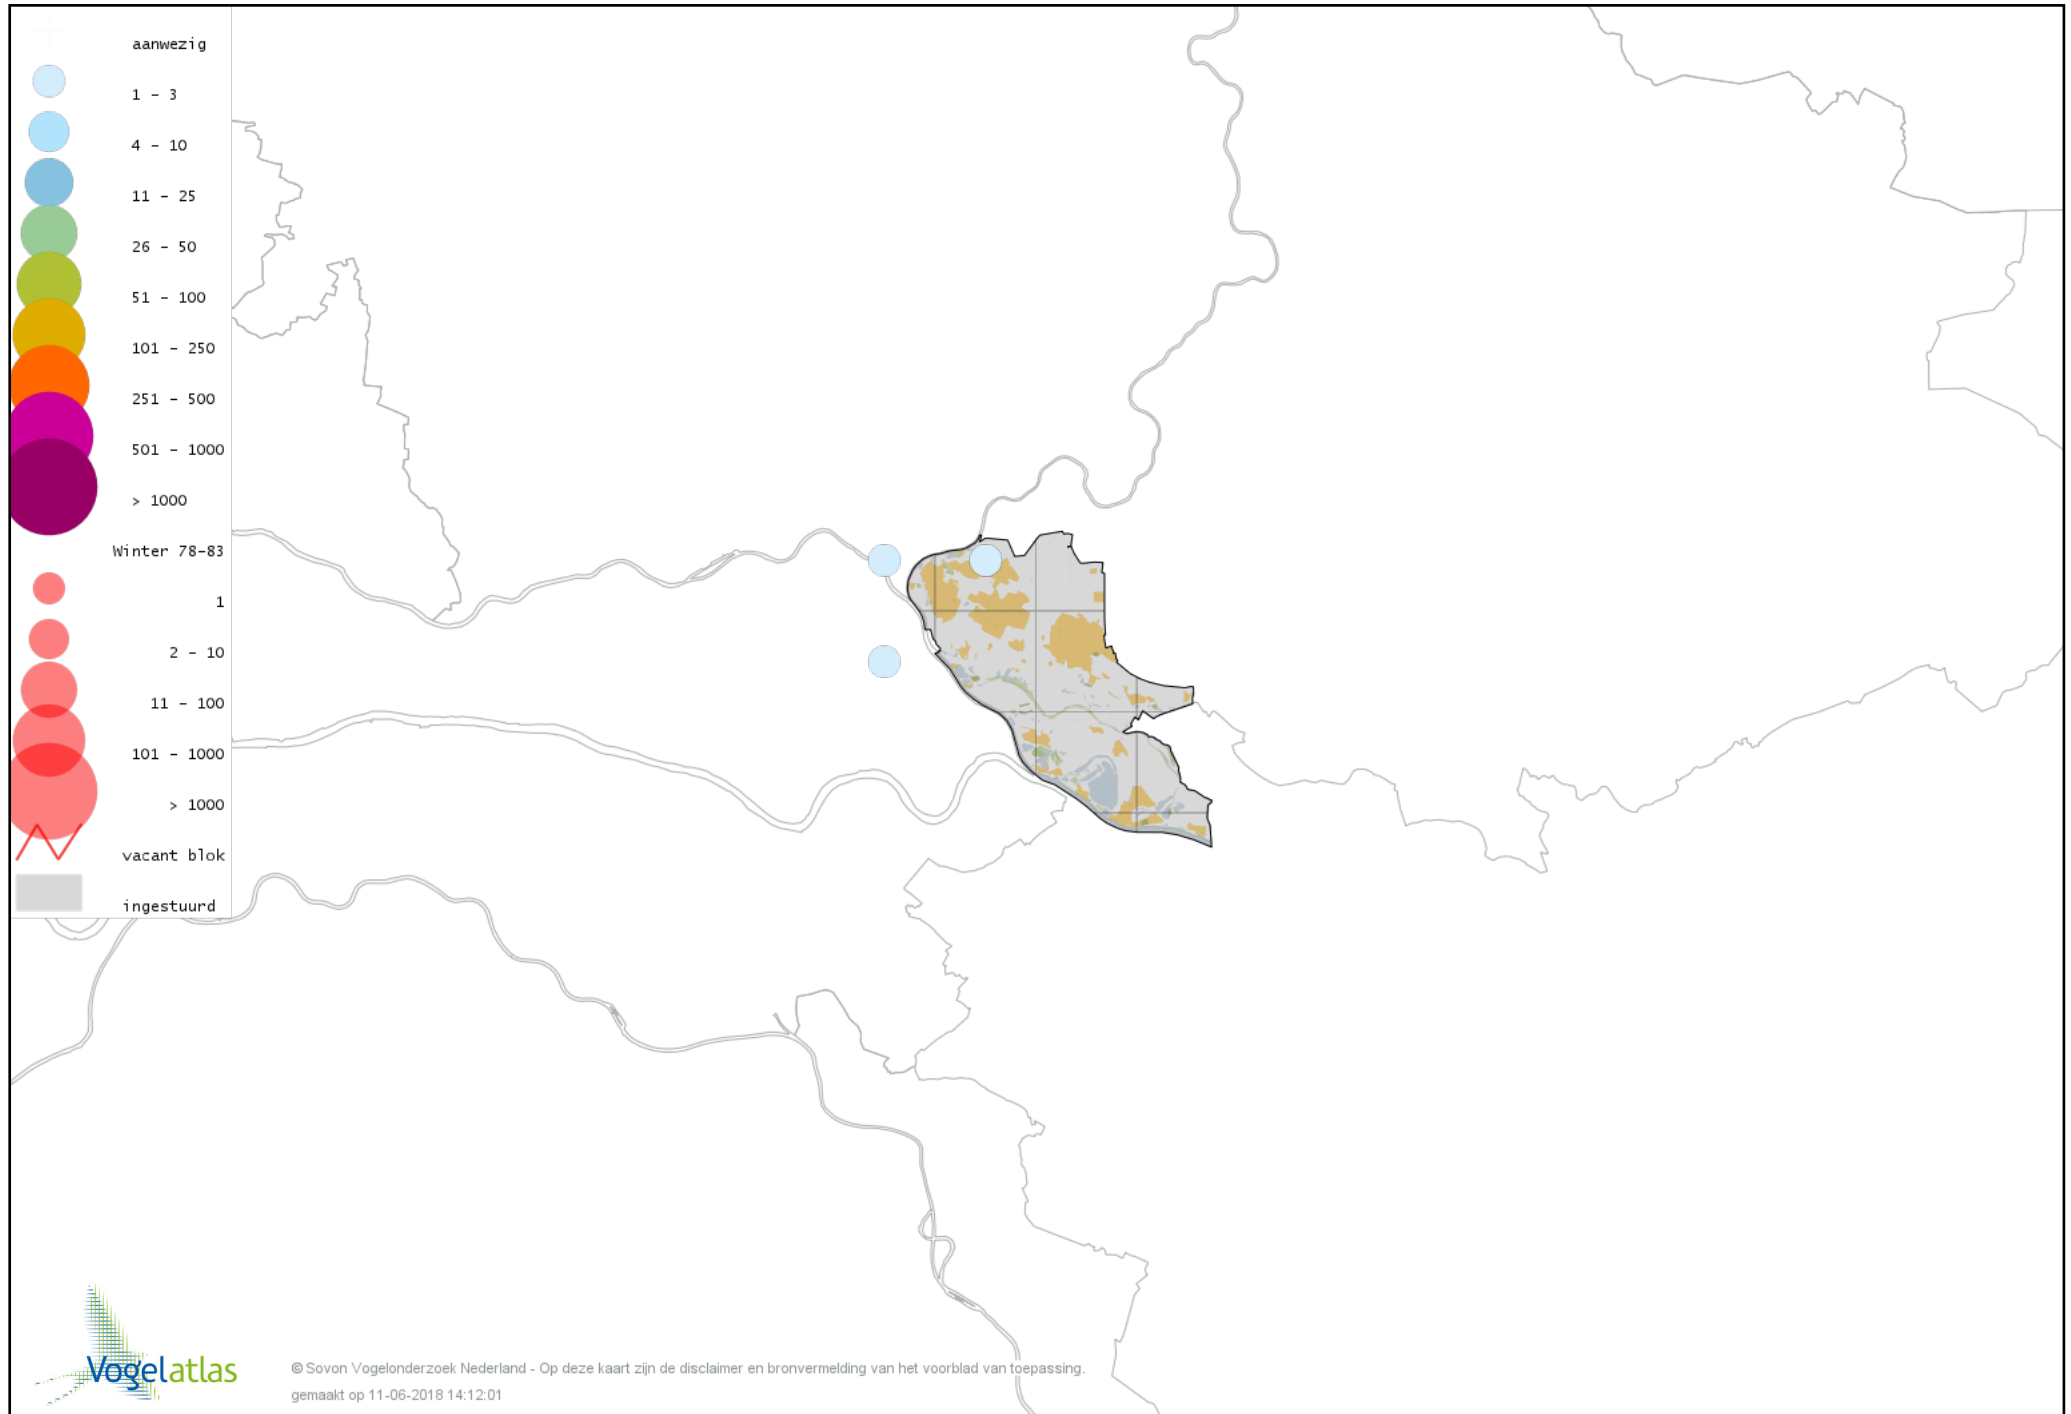 aanwezig
1 - 3
4 - 10
11 - 25
26 - 50
51 - 100
101 - 250
251 - 500
501 - 1000
> 1000
Winter 78-83
1
2 - 10
11 - 100
101 - 1000
> 1000
vacant blok
ingestuurd
Vogelatlas
© Sovon Vogelonderzoek Nederland - Op deze kaart zijn de disclaimer en bronvermelding van het voorblad van toepassing.
gemaakt op 11-06-2018 14:12:01